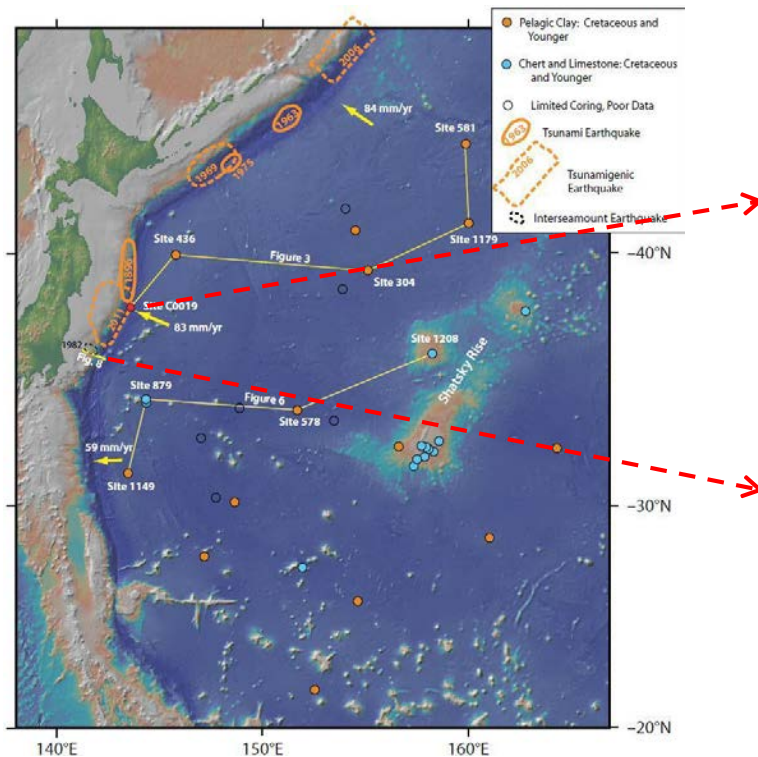 Pelagic Clay: Cretaceous and
Younger
Chert and Limestone: Cretaceous
and Younger
Limited Coring, Poor Data
1963
Tsunami Earthquake
2006
Tsunamigenic
Earthquake
Interseamount Earthquake
2006
84 mm/yr
1963
Site 581
1969
1975
Site 1179
Site 436
Figure 3
Site 304
−40°N
1896
Site C0019
2011
83 mm/yr
1982
Fig. 8
Site 1208
Shatsky Rise
Site 879
Figure 6
Site 578
59 mm/yr
Site 1149
−30°N
−20°N
140°E
150°E
160°E